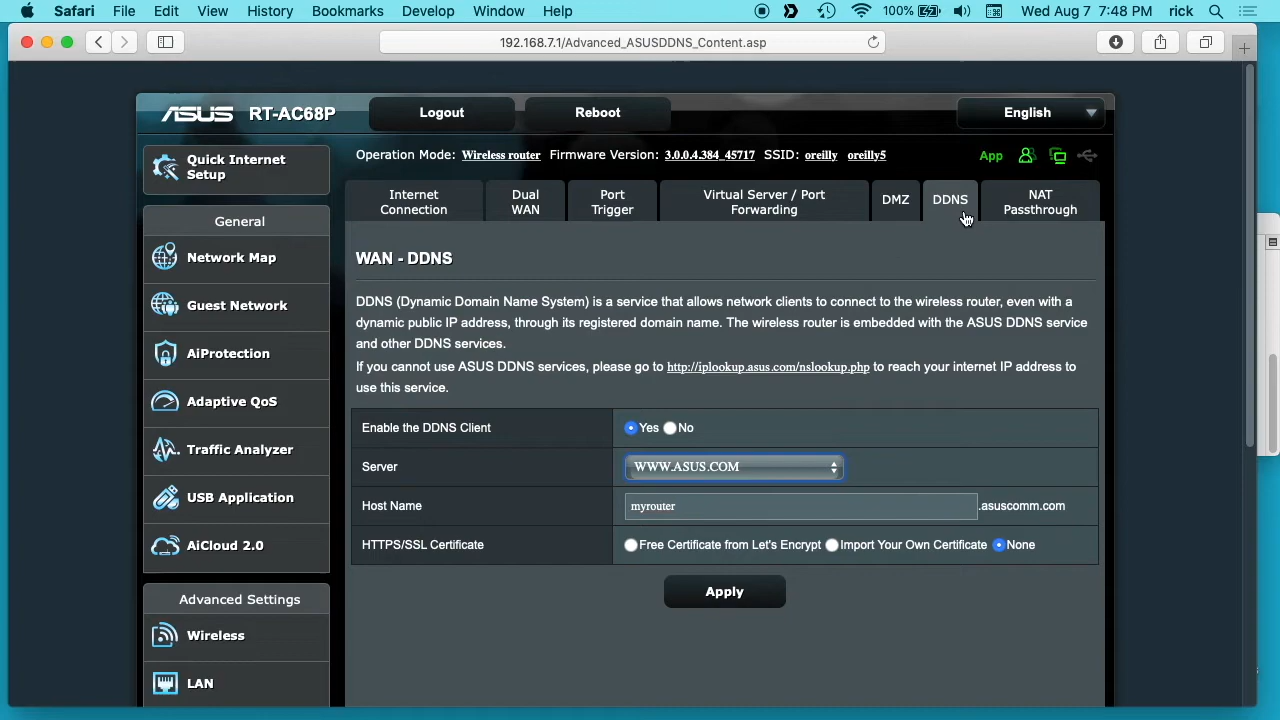 Safari File Edit View History Bookmarks Develop Window Help 100% Wed Aug 7 7:48 PM rick
192.168.7.1/Advanced_ASUSDDNS_Content.asp
ASUS RT-AC68P Logout Reboot English
Quick Internet Setup
Operation Mode: Wireless router Firmware Version: 3.0.0.4.384_45717 SSID: oreilly oreilly5
App
Internet Connection
Dual WAN
Port Trigger
Virtual Server / Port Forwarding
DMZ
DDNS
NAT Passthrough
General
Network Map
Guest Network
AiProtection
Adaptive QoS
Traffic Analyzer
USB Application
AiCloud 2.0
Advanced Settings
Wireless
LAN
WAN - DDNS
DDNS (Dynamic Domain Name System) is a service that allows network clients to connect to the wireless router, even with a
dynamic public IP address, through its registered domain name. The wireless router is embedded with the ASUS DDNS service
and other DDNS services.
If you cannot use ASUS DDNS services, please go to http://iplookup.asus.com/nslookup.php to reach your internet IP address to
use this service.
Enable the DDNS Client Yes No
Server WWW.ASUS.COM
Host Name myrouter .asuscomm.com
HTTPS/SSL Certificate Free Certificate from Let's Encrypt Import Your Own Certificate None
Apply